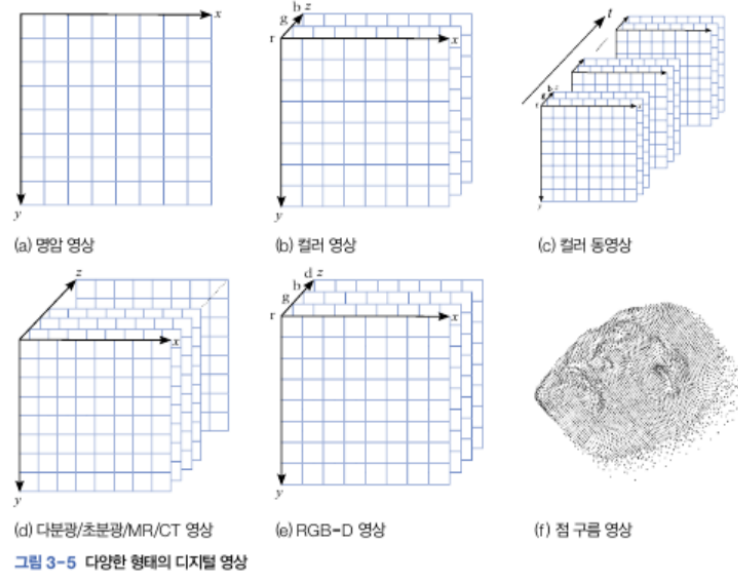 x
y
(a) 명암 영상
r g b z
x
y
(b) 컬러 영상
t
(c) 컬러 동영상
z
x
y
(d) 다분광/초분광/MR/CT 영상
r g b d z
x
y
(e) RGB-D 영상
(f) 점 구름 영상
그림 3-5 다양한 형태의 디지털 영상